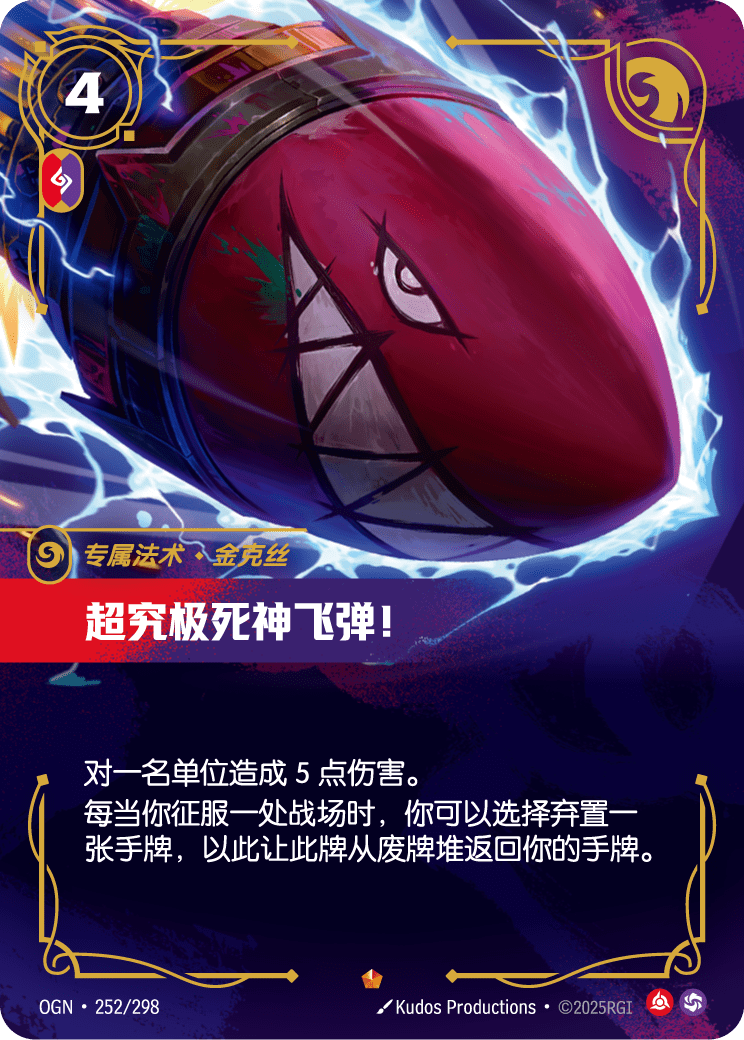 4
专属法术 • 金克丝
超究极死神飞弹!
对一名单位造成 5 点伤害。
每当你征服一处战场时，你可以选择弃置一
张手牌，以此让此牌从废牌堆返回你的手牌。
OGN • 252/298
Kudos Productions • ©2025RGI